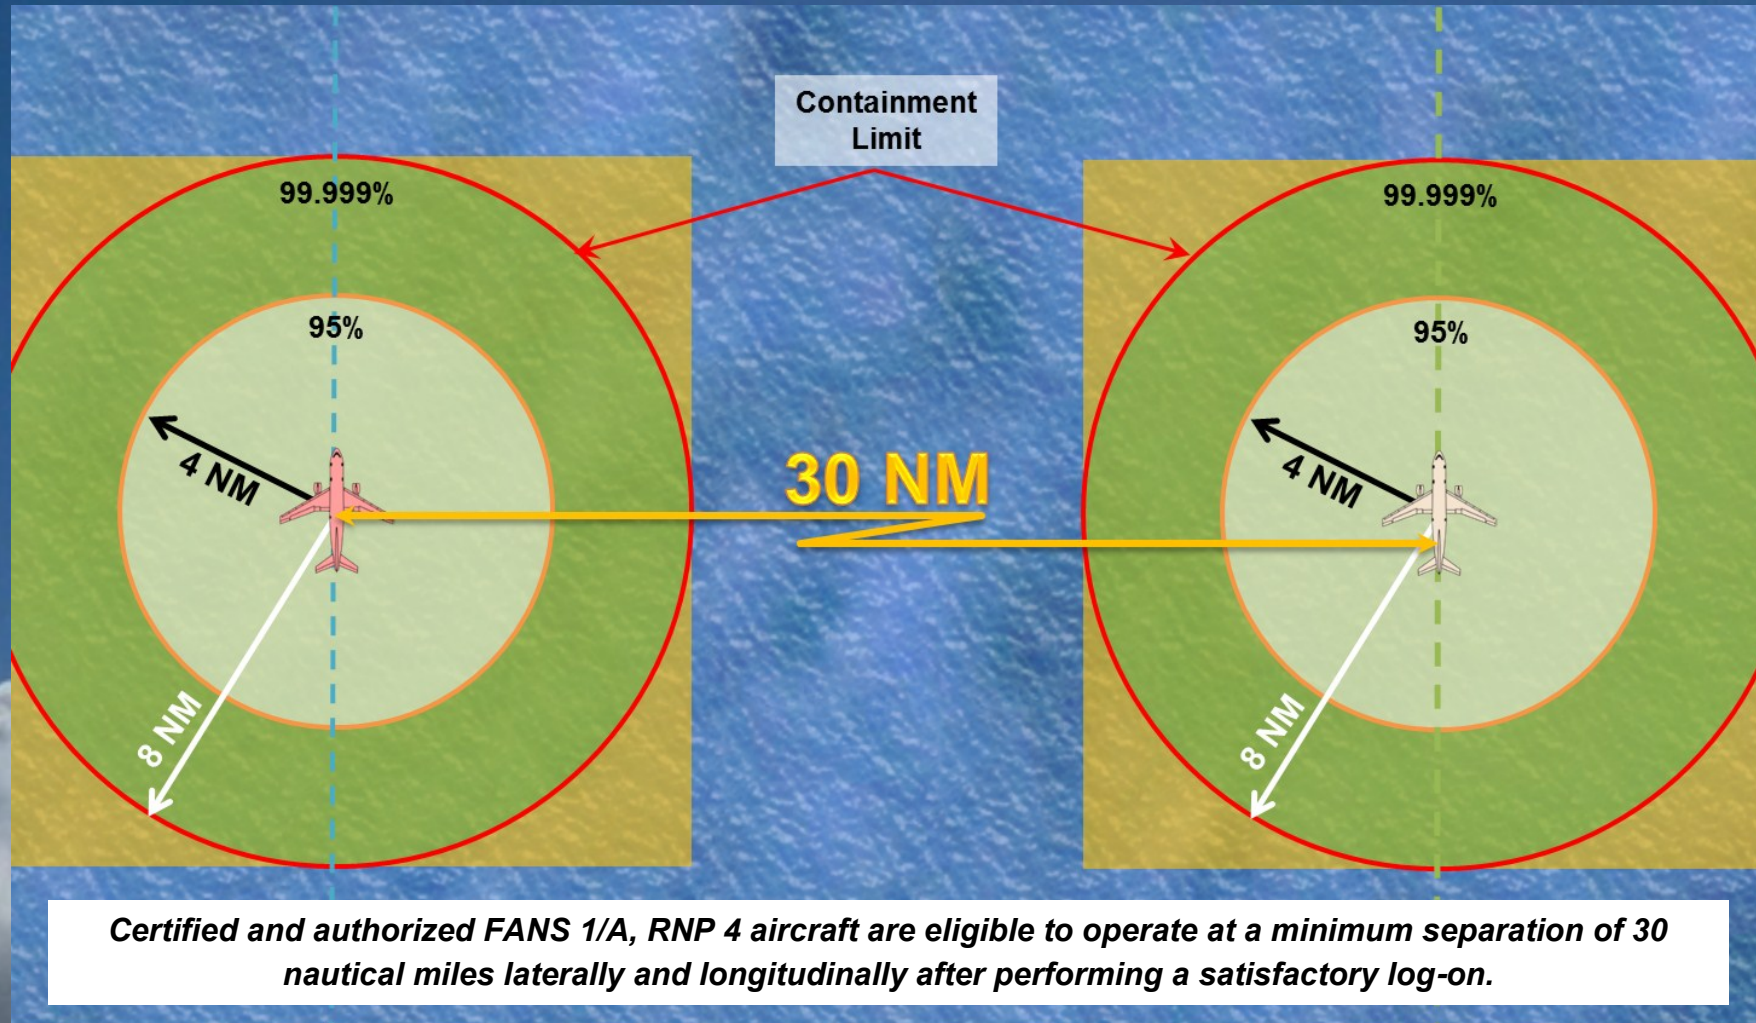 Containment
Limit
99.999%
99.999%
95%
95%
4 NM
4 NM
30 NM
8 NM
8 NM
Certified and authorized FANS 1/A, RNP 4 aircraft are eligible to operate at a minimum separation of 30
nautical miles laterally and longitudinally after performing a satisfactory log-on.